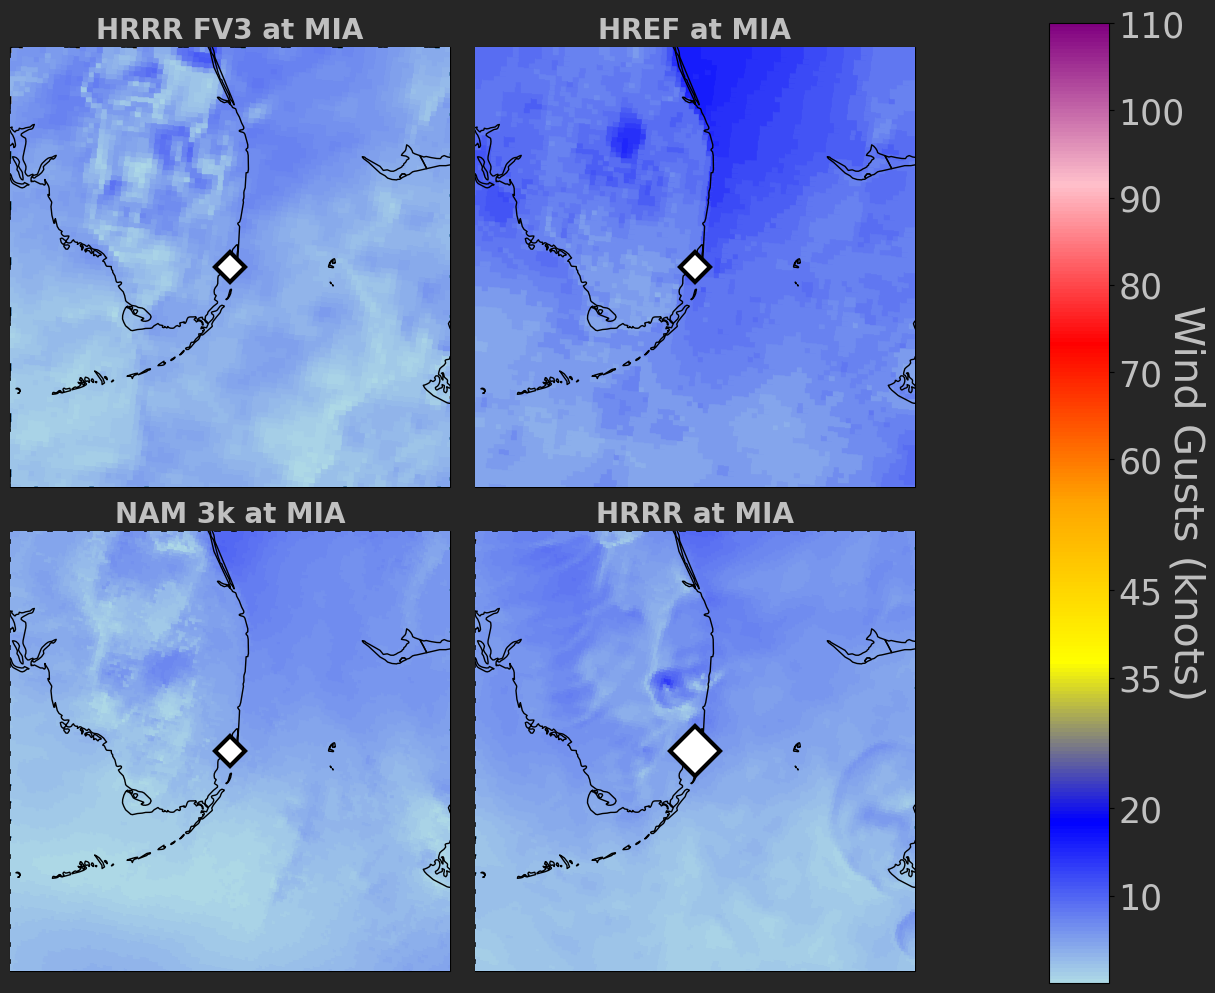 HRRR FV3 at MIA
HREF at MIA
NAM 3k at MIA
HRRR at MIA
110
100
90
80
70
60
45
35
20
10
Wind Gusts (knots)